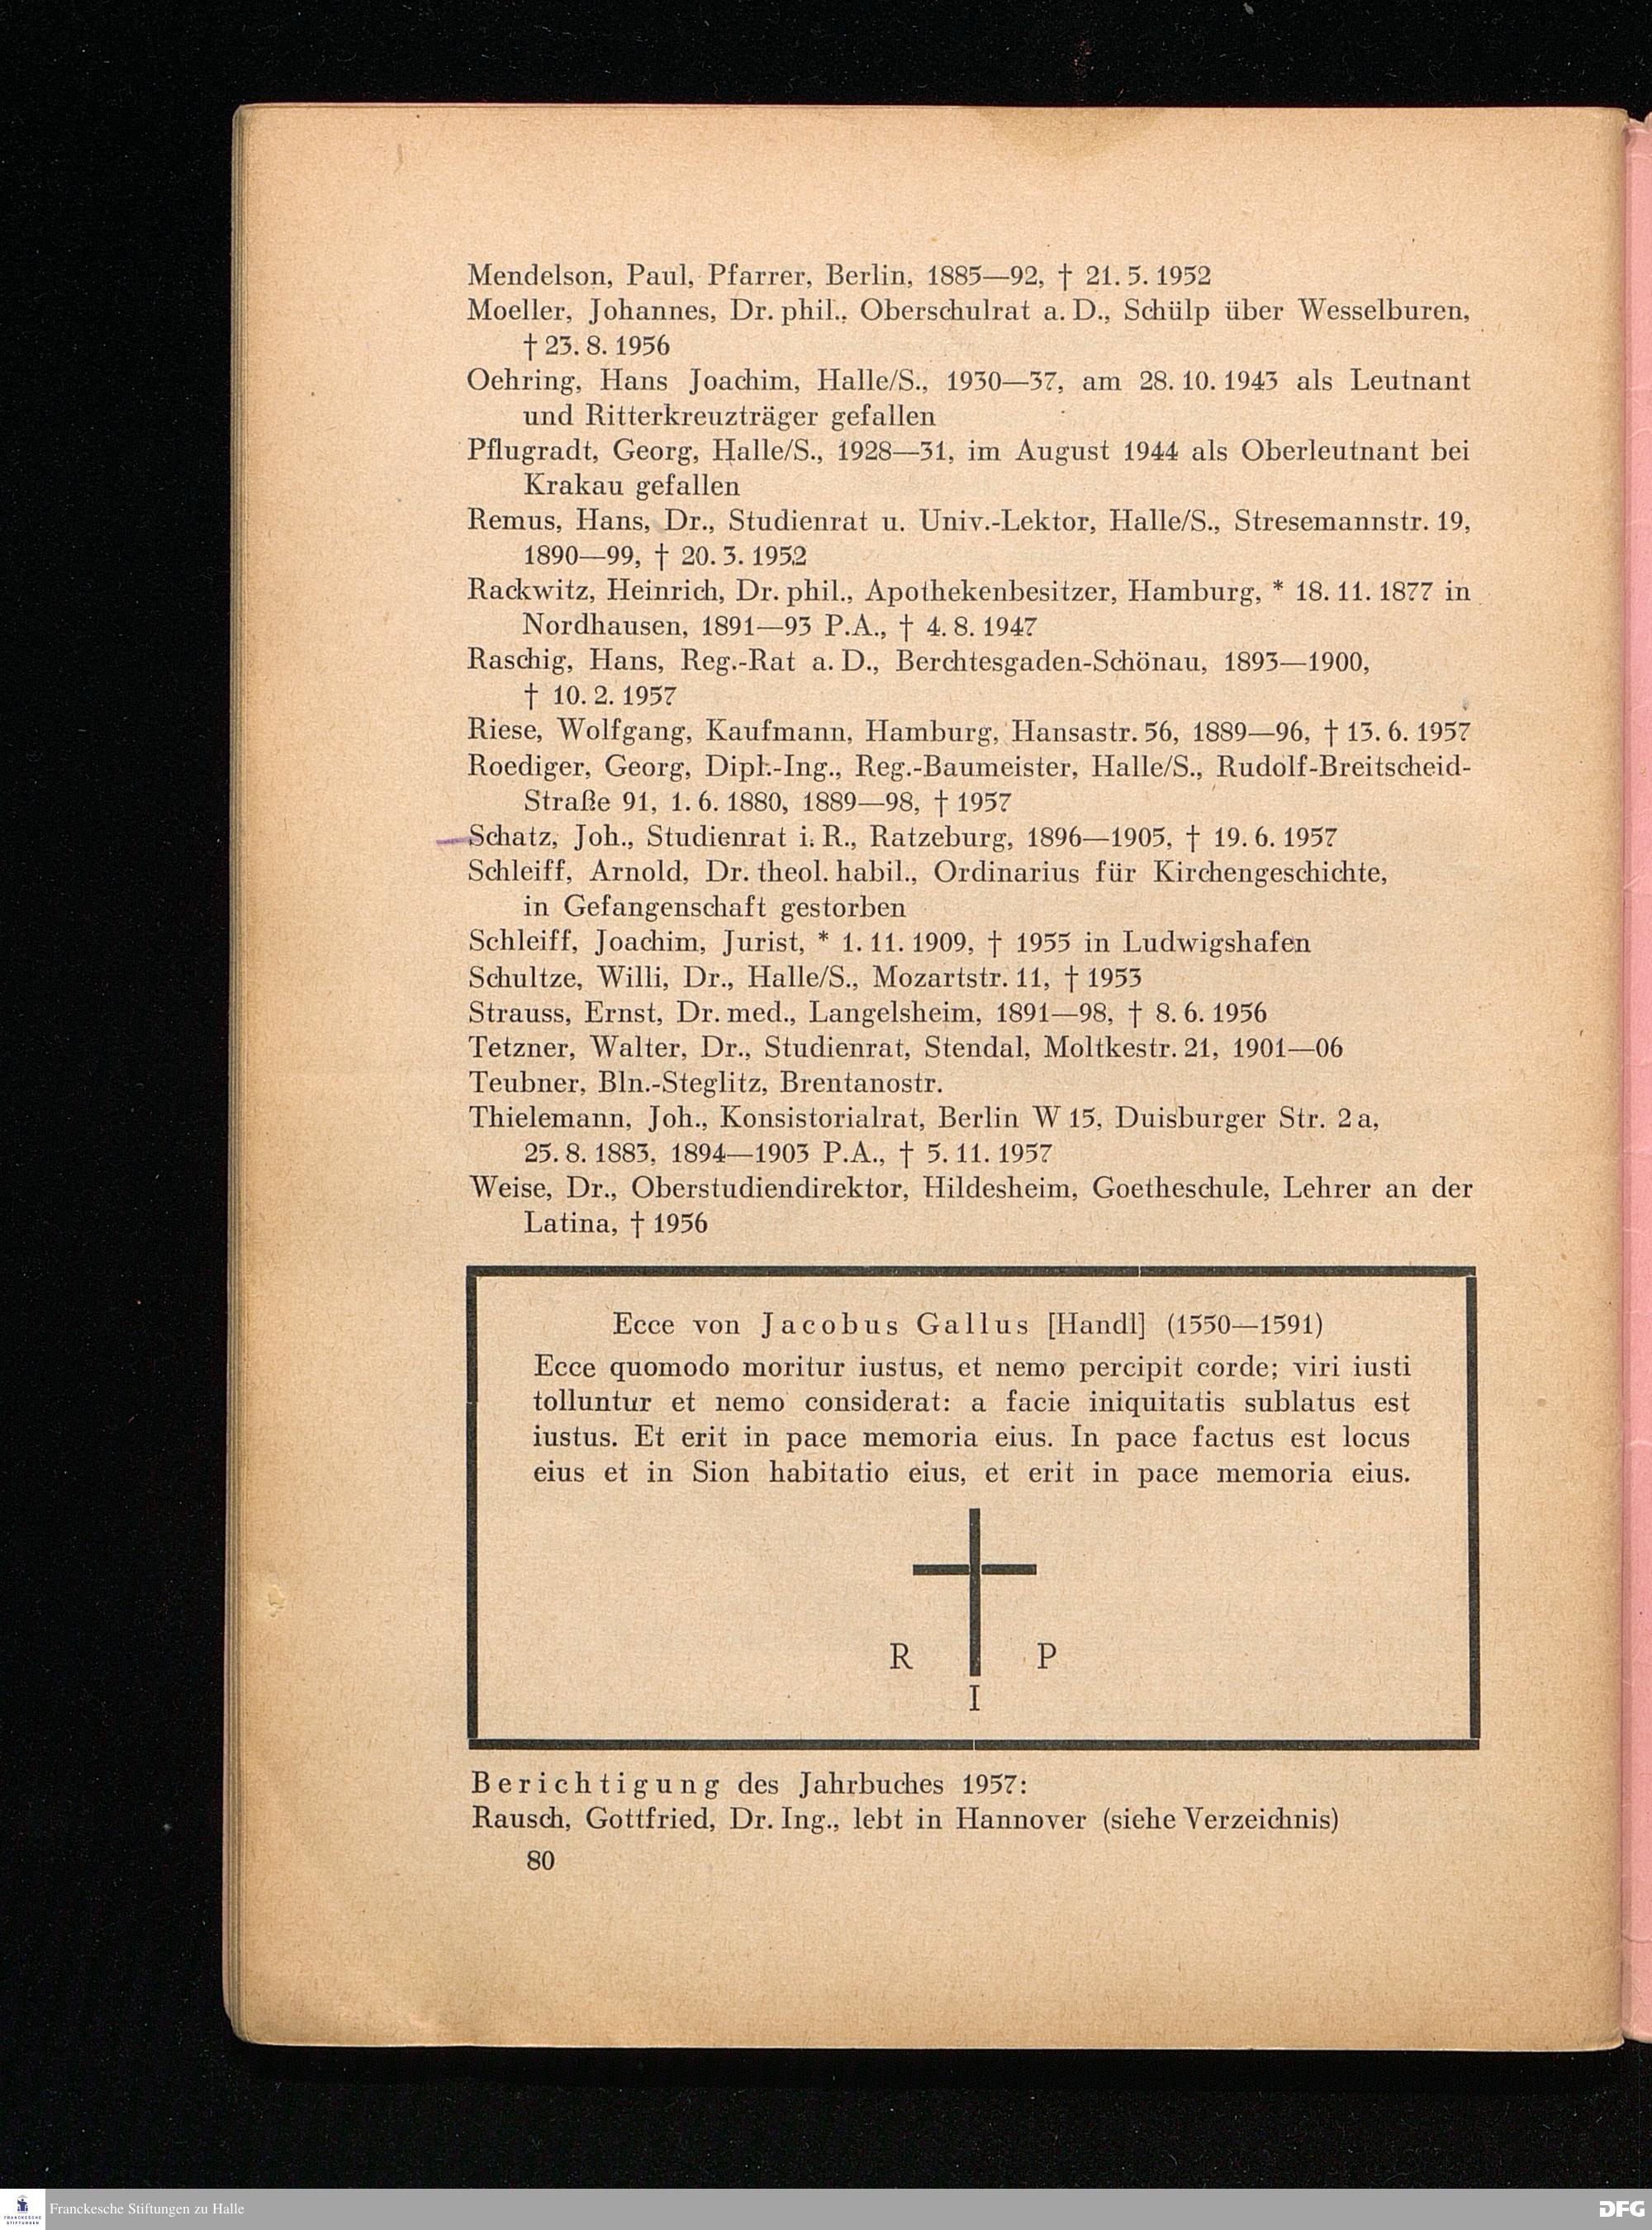 Mendelson, Paul, Pfarrer, Berlin, 1885—92, † 21. 5. 1952
Moeller, Johannes, Dr. phil., Oberschulrat a. D., Schülp über Wesselburen,
† 23. 8. 1956
Oehring, Hans Joachim, Halle/S., 1930—37, am 28. 10. 1943 als Leutnant
und Ritterkreuzträger gefallen
Pflugradt, Georg, Halle/S., 1928—31, im August 1944 als Oberleutnant bei
Krakau gefallen
Remus, Hans, Dr., Studienrat u. Univ.-Lektor, Halle/S., Stresemannstr. 19,
1890—99, † 20. 3. 1952
Rackwitz, Heinrich, Dr. phil., Apothekenbesitzer, Hamburg, * 18. 11. 1877 in
Nordhausen, 1891—93 P.A., † 4. 8. 1947
Raschig, Hans, Reg.-Rat a. D., Berchtesgaden-Schönau, 1893—1900,
† 10. 2. 1957
Riese, Wolfgang, Kaufmann, Hamburg, Hansastr. 56, 1889—96, † 13. 6. 1957
Roediger, Georg, Dipl.-Ing., Reg.-Baumeister, Halle/S., Rudolf-Breitscheid-
Straße 91, 1. 6. 1880, 1889—98, † 1957
Schatz, Joh., Studienrat i. R., Ratzeburg, 1896—1905, † 19. 6. 1957
Schleiff, Arnold, Dr. theol. habil., Ordinarius für Kirchengeschichte,
in Gefangenschaft gestorben
Schleiff, Joachim, Jurist, * 1. 11. 1909, † 1955 in Ludwigshafen
Schultze, Willi, Dr., Halle/S., Mozartstr. 11, † 1953
Strauss, Ernst, Dr. med., Langelsheim, 1891—98, † 8. 6. 1956
Tetzner, Walter, Dr., Studienrat, Stendal, Moltkestr. 21, 1901—06
Teubner, Bln.-Steglitz, Brentanostr.
Thielemann, Joh., Konsistorialrat, Berlin W 15, Duisburger Str. 2 a,
25. 8. 1883, 1894—1903 P.A., † 5. 11. 1957
Weise, Dr., Oberstudiendirektor, Hildesheim, Goetheschule, Lehrer an der
Latina, † 1956
Ecce von Jacobus Gallus [Handl] (1550—1591)
Ecce quomodo moritur iustus, et nemo percipit corde; viri iusti
tolluntur et nemo considerat: a facie iniquitatis sublatus est
iustus. Et erit in pace memoria eius. In pace factus est locus
eius et in Sion habitatio eius, et erit in pace memoria eius.
R P
I
Berichtigung des Jahrbuches 1957:
Rausch, Gottfried, Dr. Ing., lebt in Hannover (siehe Verzeichnis)
80
FRANCKESCHE
STIFTUNGEN
Franckesche Stiftungen zu Halle
DFG